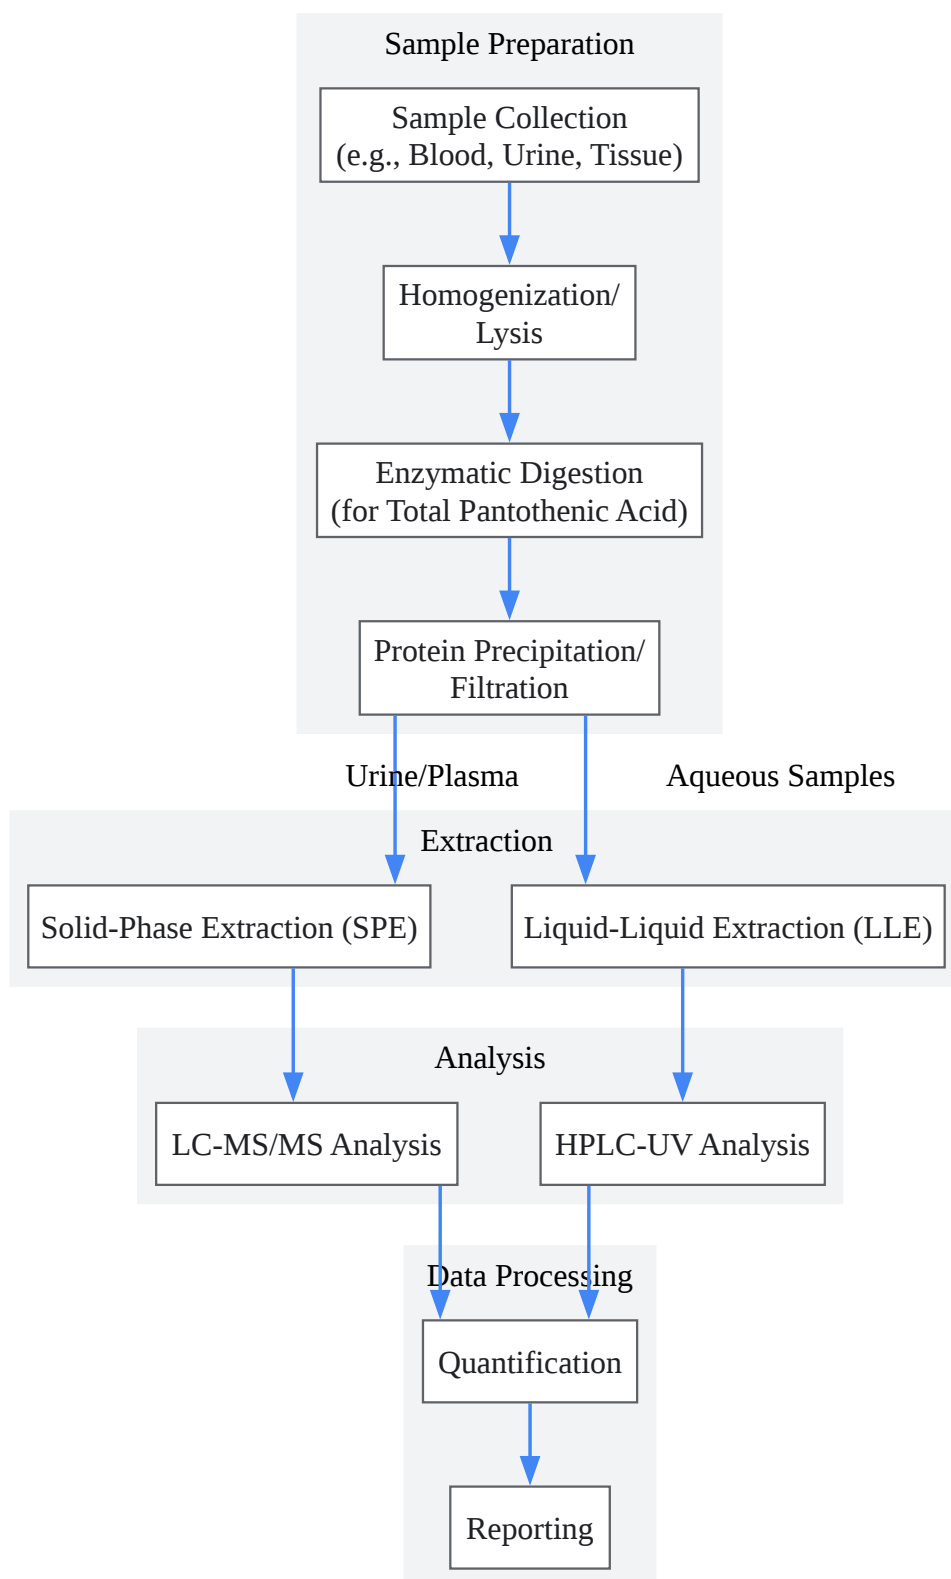 Sample Preparation
Sample Collection
(e.g., Blood, Urine, Tissue)
Homogenization/
Lysis
Enzymatic Digestion
(for Total Pantothenic Acid)
Protein Precipitation/
Filtration
Urine/Plasma
Aqueous Samples
Extraction
Solid-Phase Extraction (SPE)
Liquid-Liquid Extraction (LLE)
Analysis
LC-MS/MS Analysis
HPLC-UV Analysis
Data Processing
Quantification
Reporting